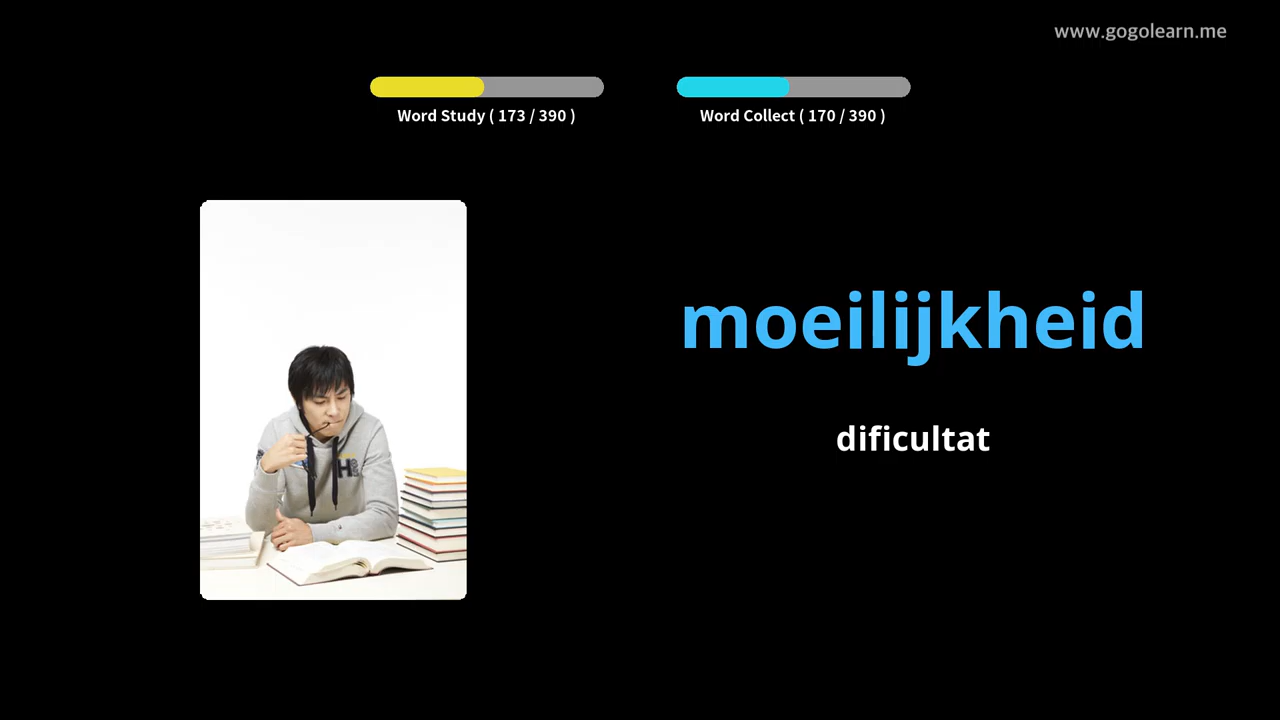 www.gogolearn.me
Word Study ( 173 / 390 )
Word Collect ( 170 / 390 )
moeilijkheid
dificultat
H